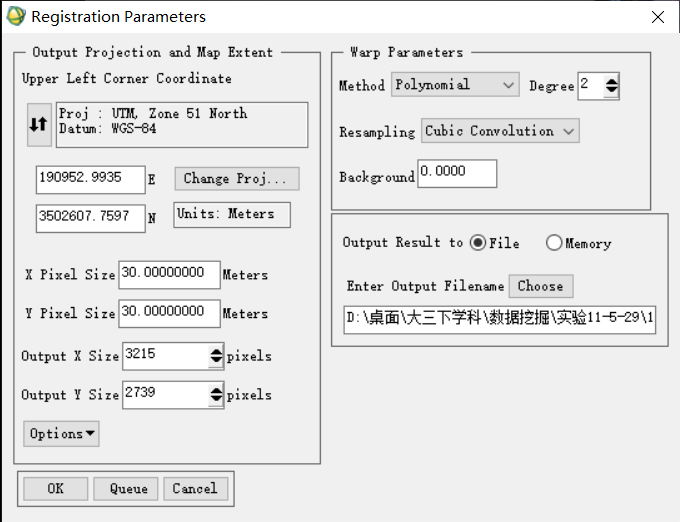 Registration Parameters
Output Projection and Map Extent
Upper Left Corner Coordinate
Proj : UTM, Zone 51 North
Datum: WGS-84
190952.9935 E
Change Proj...
3502607.7597 N
Units: Meters
X Pixel Size 30.00000000 Meters
Y Pixel Size 30.00000000 Meters
Output X Size 3215 pixels
Output Y Size 2739 pixels
Options
OK
Queue
Cancel
Warp Parameters
Method Polynomial Degree 2
Resampling Cubic Convolution
Background 0.0000
Output Result to File Memory
Enter Output Filename Choose
D:\桌面\大三下学科\数据挖掘\实验11-5-29\1